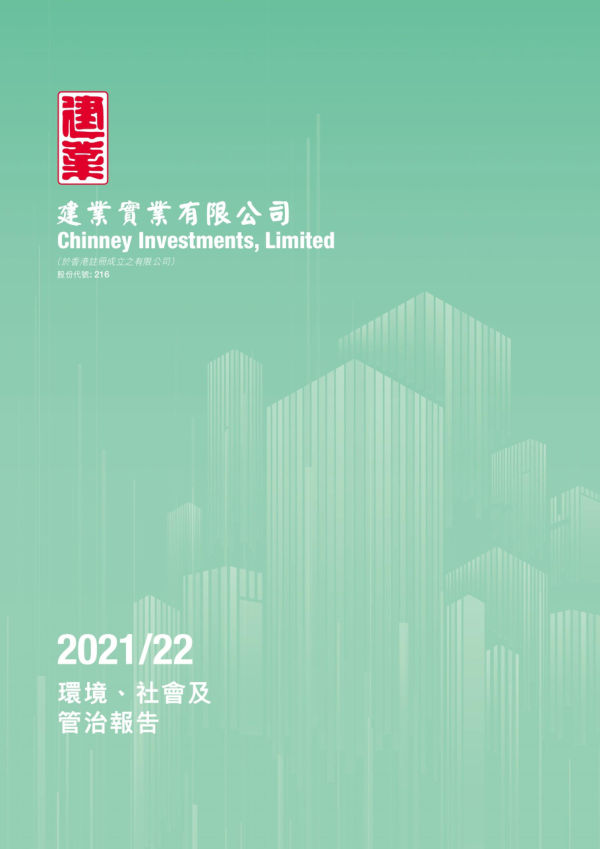 建業
建業實業有限公司
Chinney Investments, Limited
（於香港註冊成立之有限公司）
股份代號: 216
2021/22
環境、社會及
管治報告